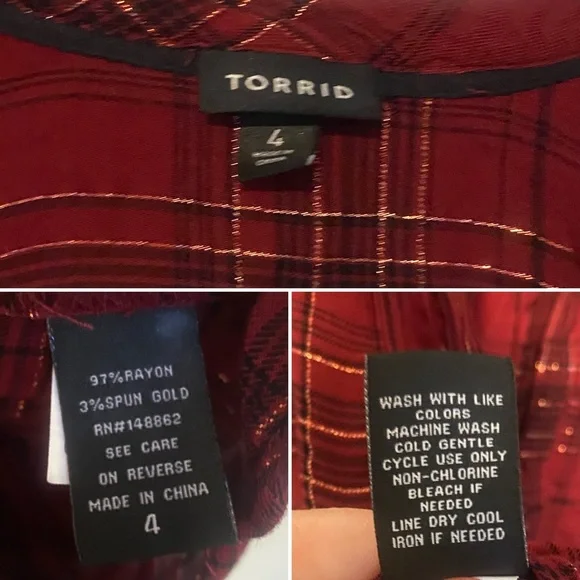 TORRID
4
97%RAYON
3%SPUN GOLD
RN#148862
SEE CARE
ON REVERSE
MADE IN CHINA
4
WASH WITH LIKE
COLORS
MACHINE WASH
COLD GENTLE
CYCLE USE ONLY
NON-CHLORINE
BLEACH IF
NEEDED
LINE DRY COOL
IRON IF NEEDED